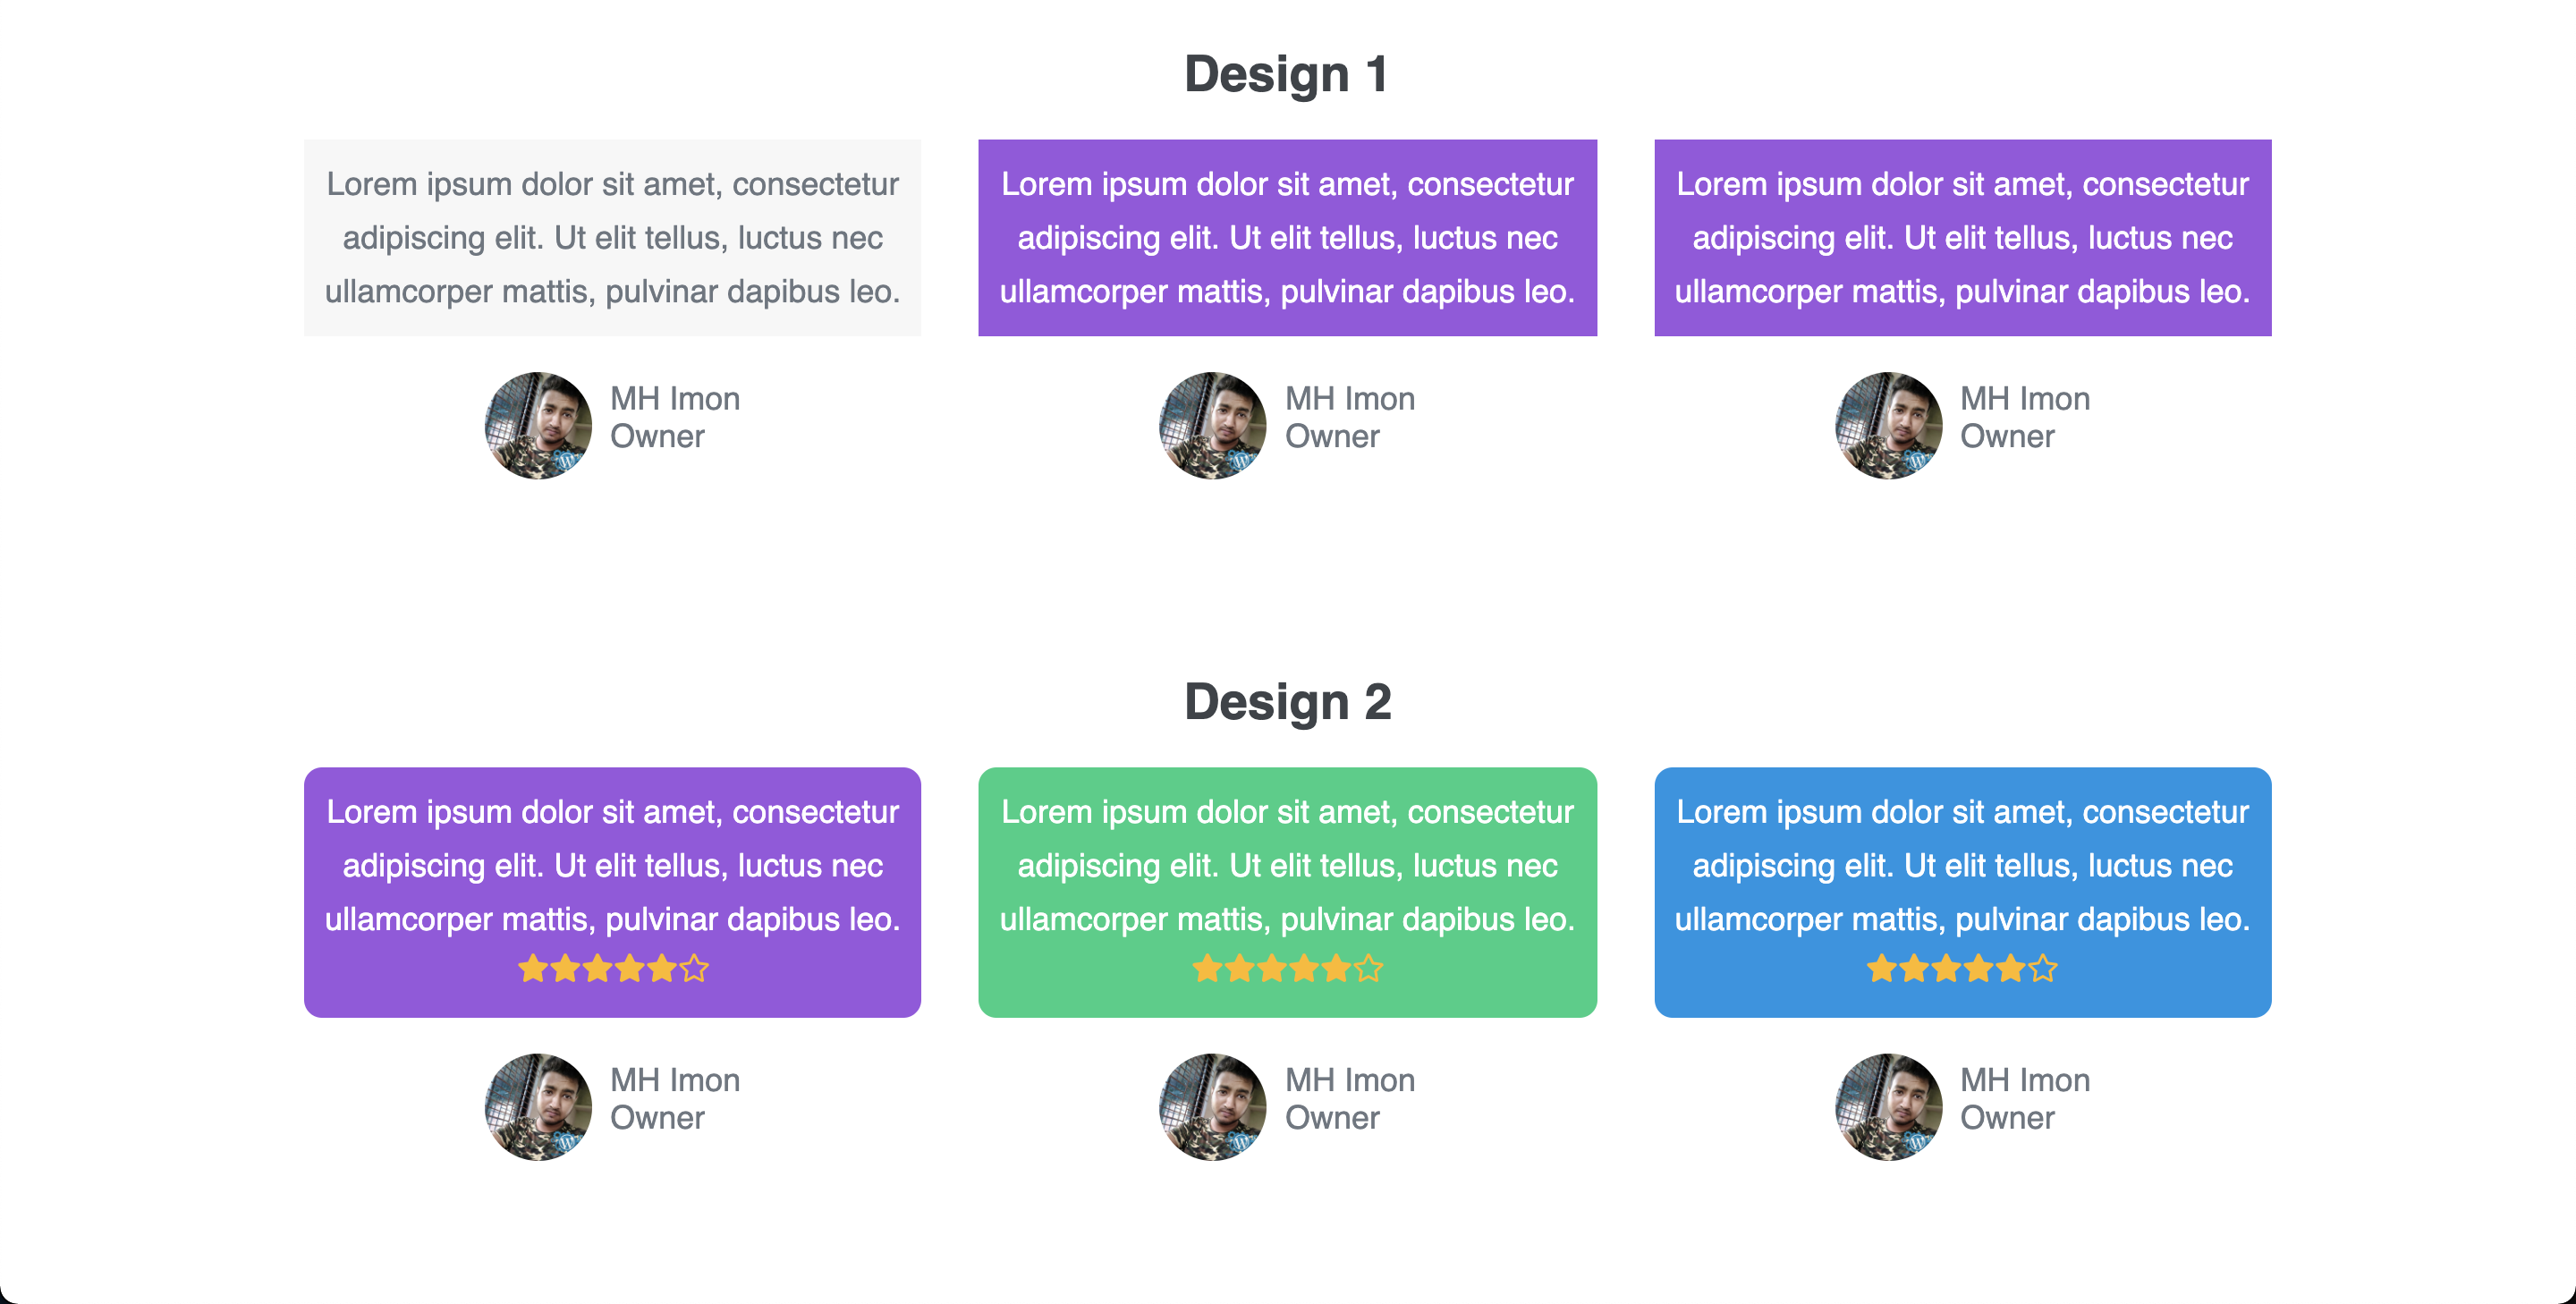 Design 1
Lorem ipsum dolor sit amet, consectetur
adipiscing elit. Ut elit tellus, luctus nec
ullamcorper mattis, pulvinar dapibus leo.
MH Imon
Owner
Lorem ipsum dolor sit amet, consectetur
adipiscing elit. Ut elit tellus, luctus nec
ullamcorper mattis, pulvinar dapibus leo.
MH Imon
Owner
Lorem ipsum dolor sit amet, consectetur
adipiscing elit. Ut elit tellus, luctus nec
ullamcorper mattis, pulvinar dapibus leo.
MH Imon
Owner
Design 2
Lorem ipsum dolor sit amet, consectetur
adipiscing elit. Ut elit tellus, luctus nec
ullamcorper mattis, pulvinar dapibus leo.
MH Imon
Owner
Lorem ipsum dolor sit amet, consectetur
adipiscing elit. Ut elit tellus, luctus nec
ullamcorper mattis, pulvinar dapibus leo.
MH Imon
Owner
Lorem ipsum dolor sit amet, consectetur
adipiscing elit. Ut elit tellus, luctus nec
ullamcorper mattis, pulvinar dapibus leo.
MH Imon
Owner